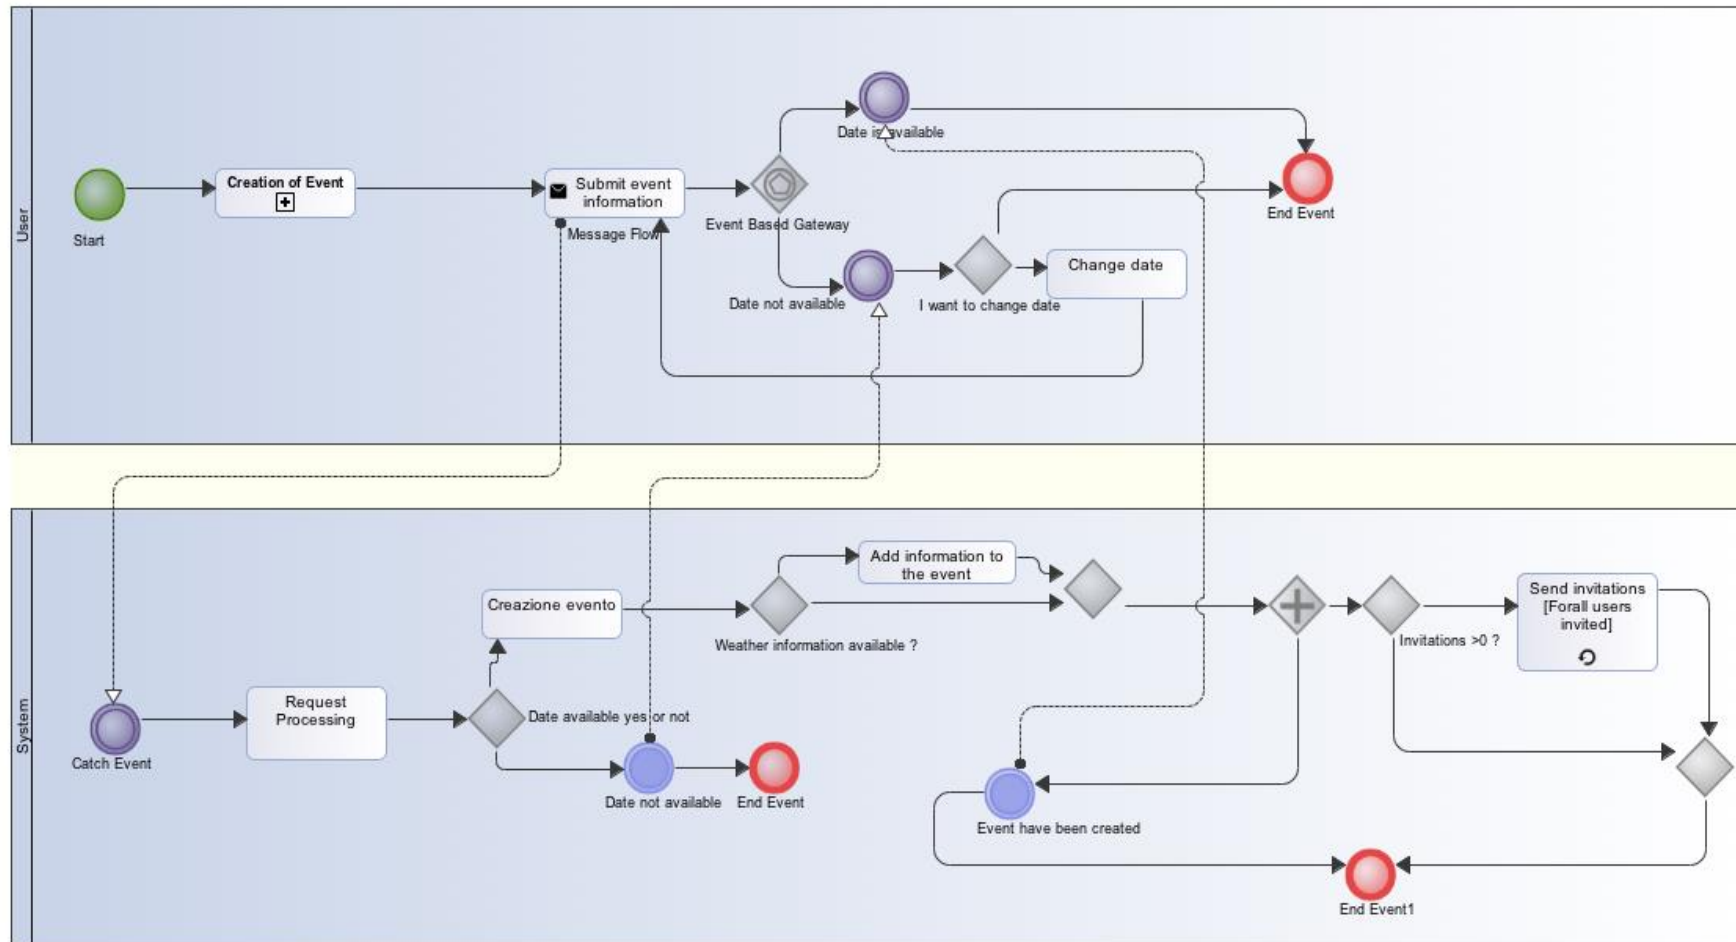 User
Start
Creation of Event
Submit event
information
Message Flow
Event Based Gateway
Date is available
Date not available
I want to change date
Change date
End Event
System
Catch Event
Request
Processing
Date available yes or not
Creazione evento
Date not available
End Event
Weather information available ?
Add information to
the event
Event have been created
Invitations >0 ?
Send invitations
[Forall users
invited]
End Event1